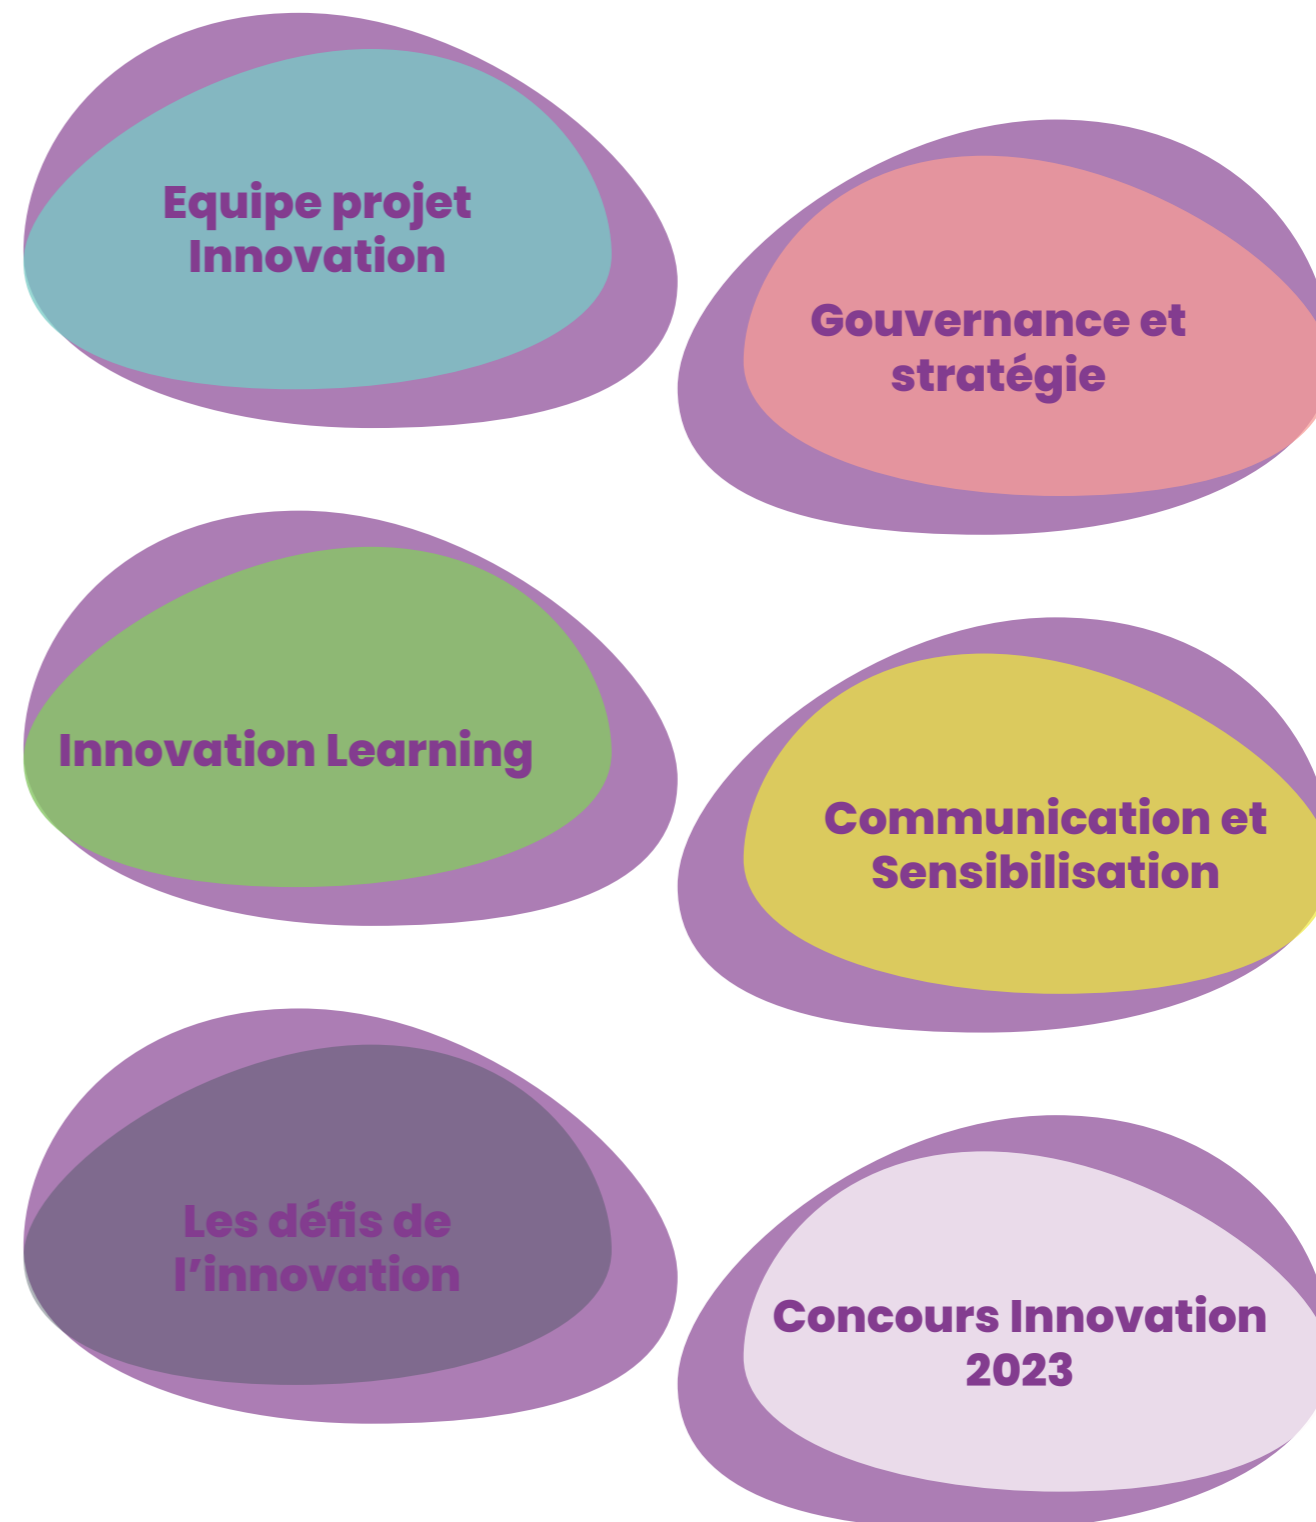 Equipe projet
Innovation
Gouvernance et
stratégie
Innovation Learning
Communication et
Sensibilisation
Les défis de
l’innovation
Concours Innovation
2023